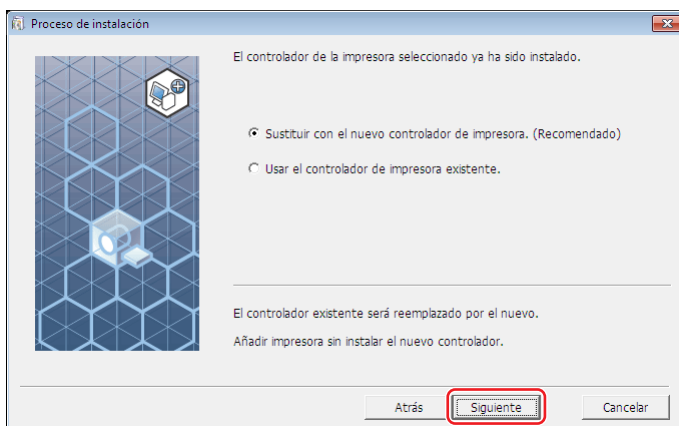 Proceso de instalación
El controlador de la impresora seleccionado ya ha sido instalado.
Sustituir con el nuevo controlador de impresora. (Recomendado)
Usar el controlador de impresora existente.
El controlador existente será reemplazado por el nuevo.
Añadir impresora sin instalar el nuevo controlador.
Atrás Siguiente Cancelar